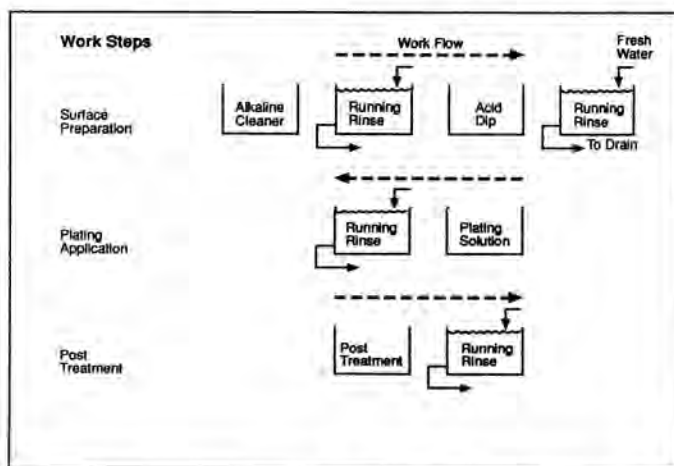 Work Steps
Work Flow
Fresh
Water
Surface
Preparation
Alkaline
Cleaner
Running
Rinse
Acid
Dip
Running
Rinse
To Drain
Plating
Application
Running
Rinse
Plating
Solution
Post
Treatment
Post
Treatment
Running
Rinse